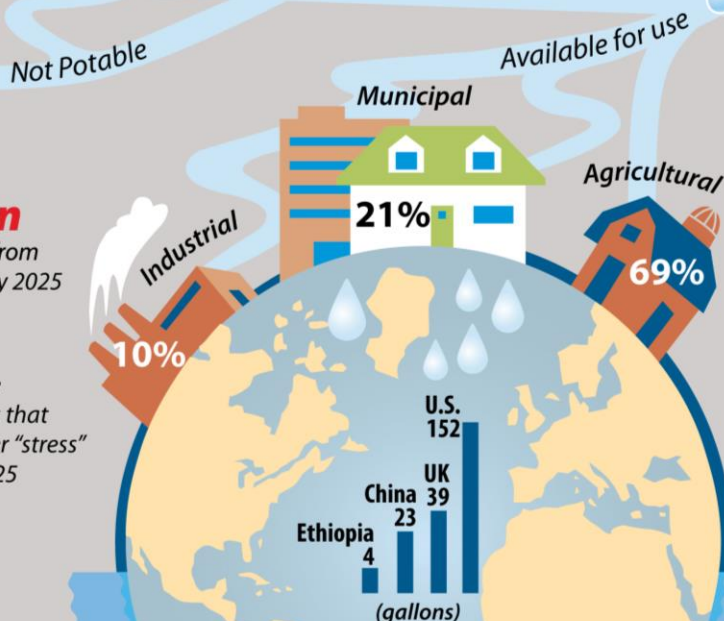 Not Potable
Available for use
Municipal
21%
Agricultural
69%
Industrial
10%
n
from
y 2025
that
r “stress”
25
U.S.
152
UK
39
China
23
Ethiopia
4
(gallons)